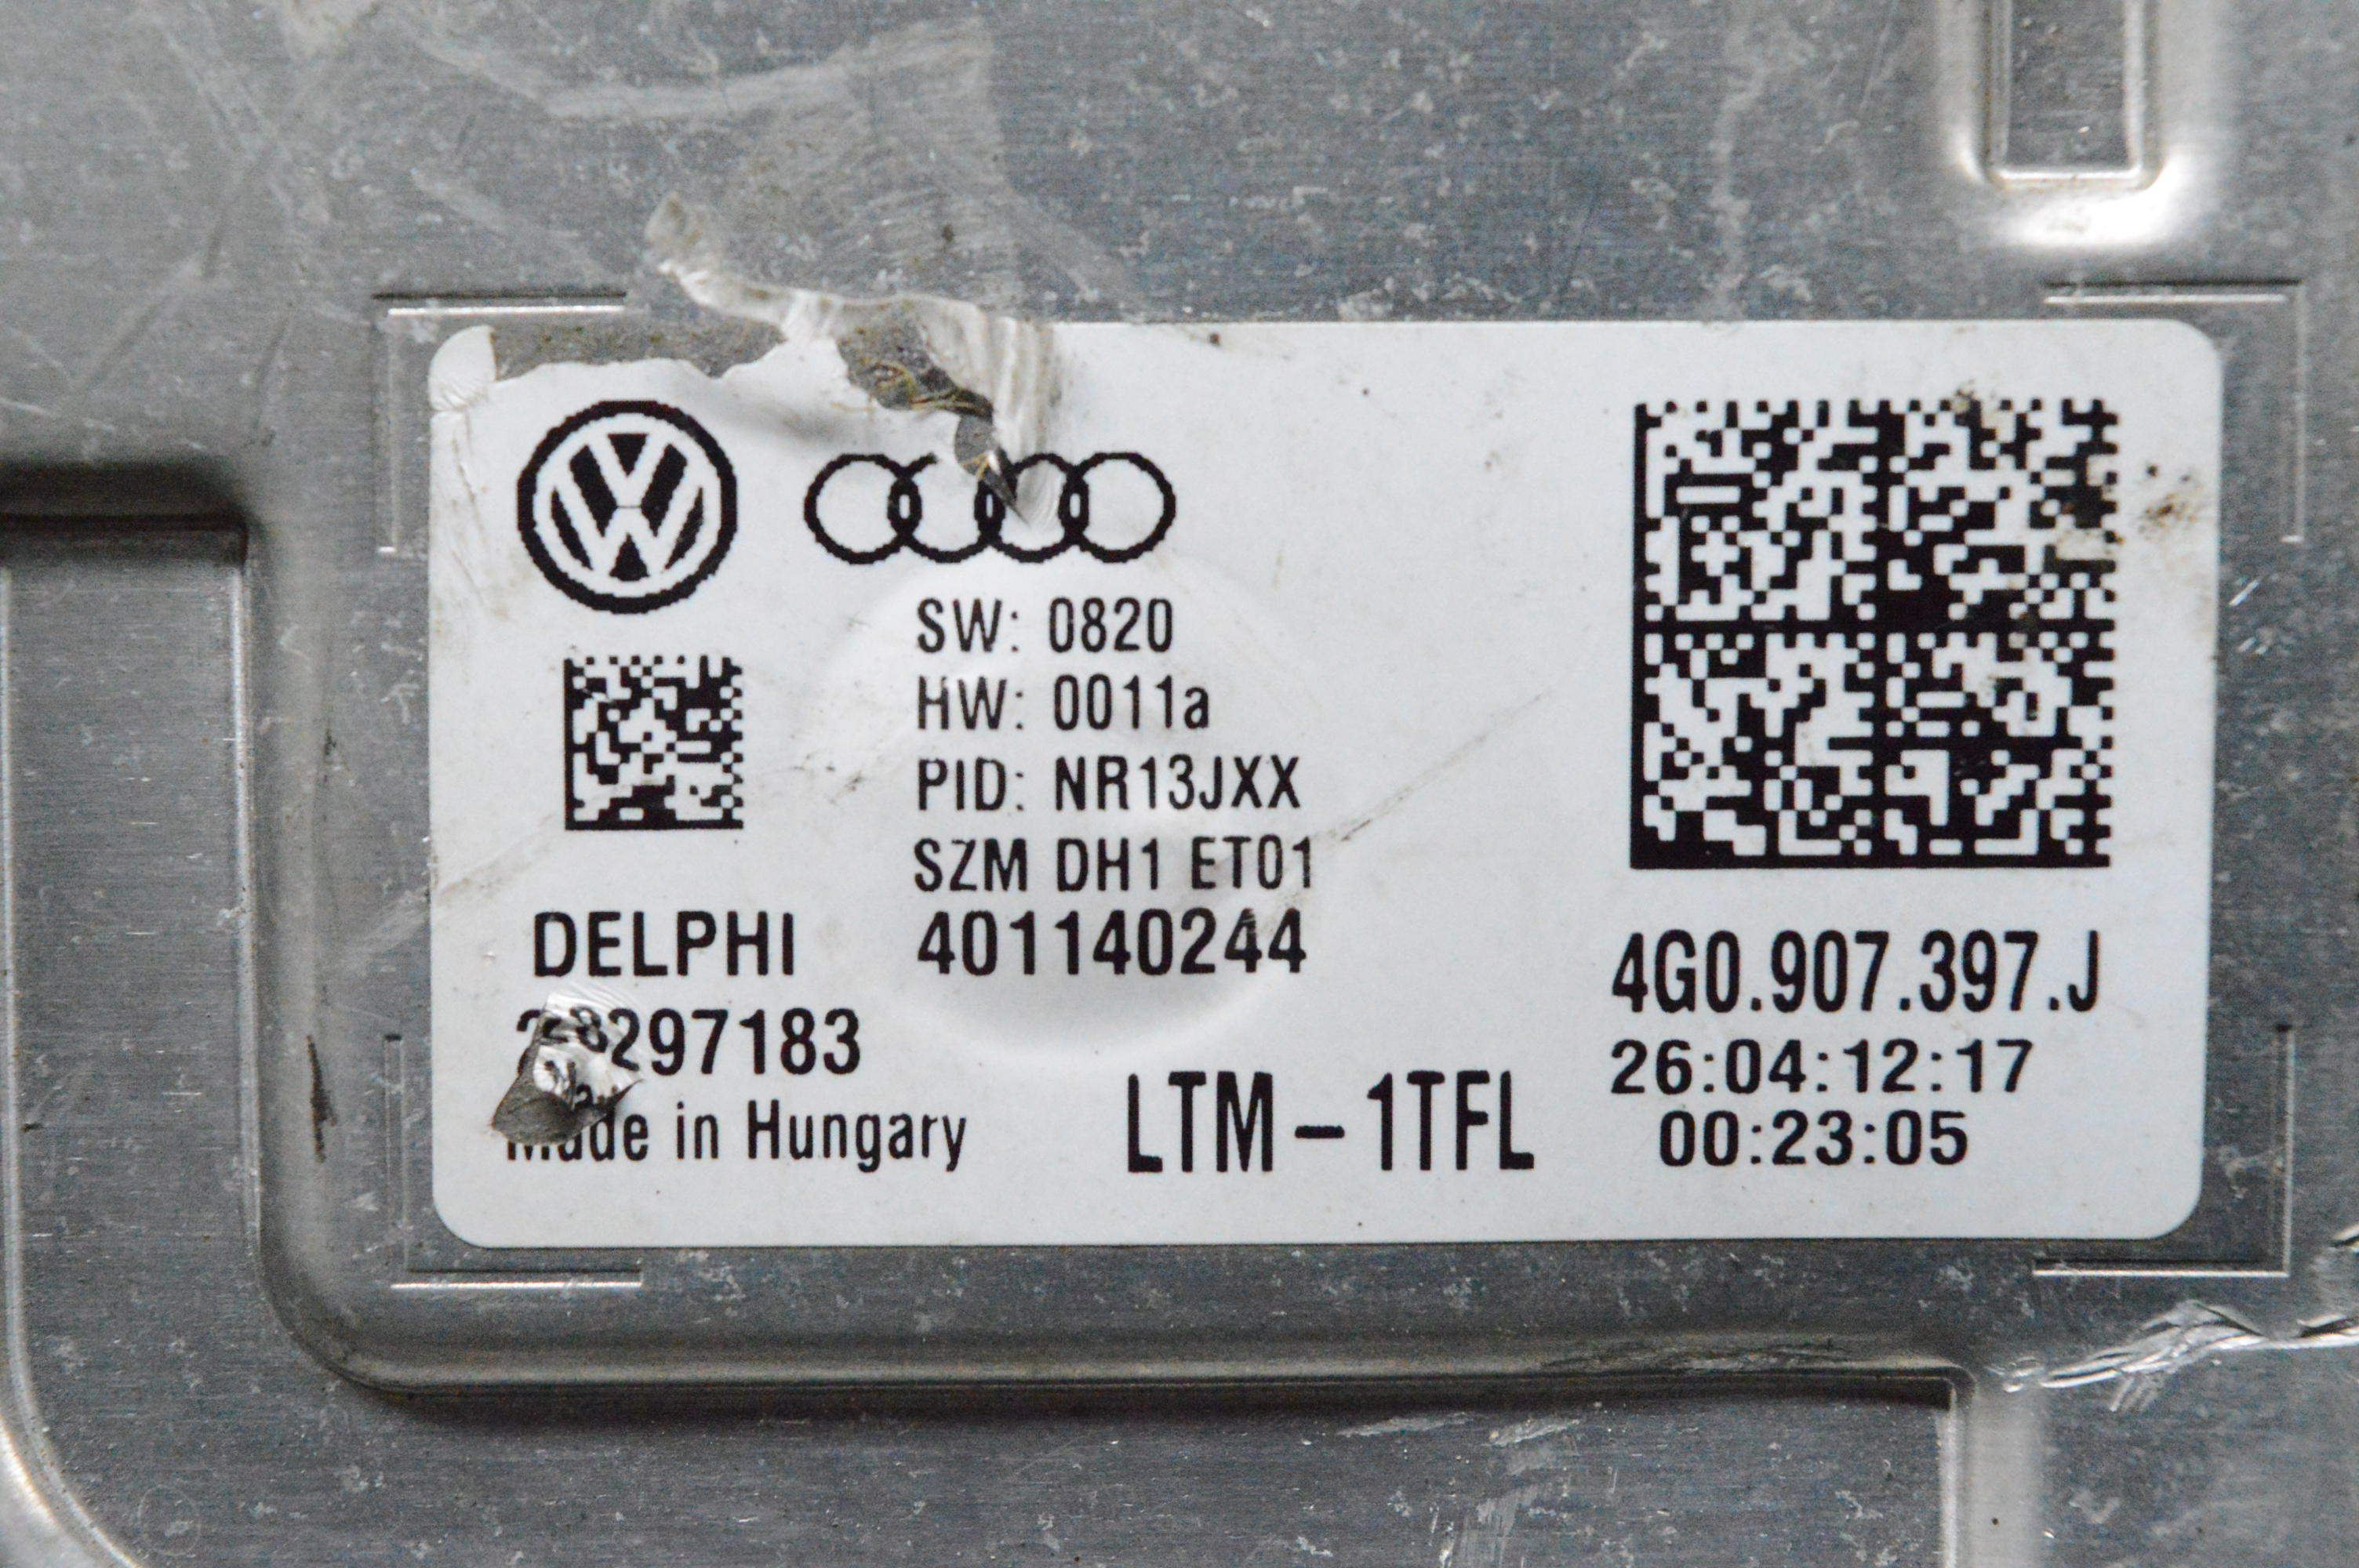 SW: 0820
HW: 0011a
PID: NR13JXX
SZM DH1 ET01
401140244
DELPHI
28297183
Made in Hungary
LTM-1TFL
4G0.907.397.J
26:04:12:17
00:23:05